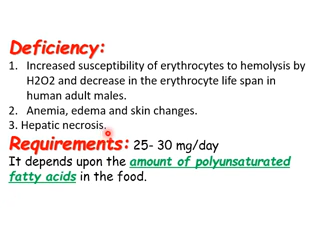 Deficiency:
1. Increased susceptibility of erythrocytes to hemolysis by
H2O2 and decrease in the erythrocyte life span in
human adult males.
2. Anemia, edema and skin changes.
3. Hepatic necrosis.
Requirements: 25- 30 mg/day
It depends upon the amount of polyunsaturated
fatty acids in the food.